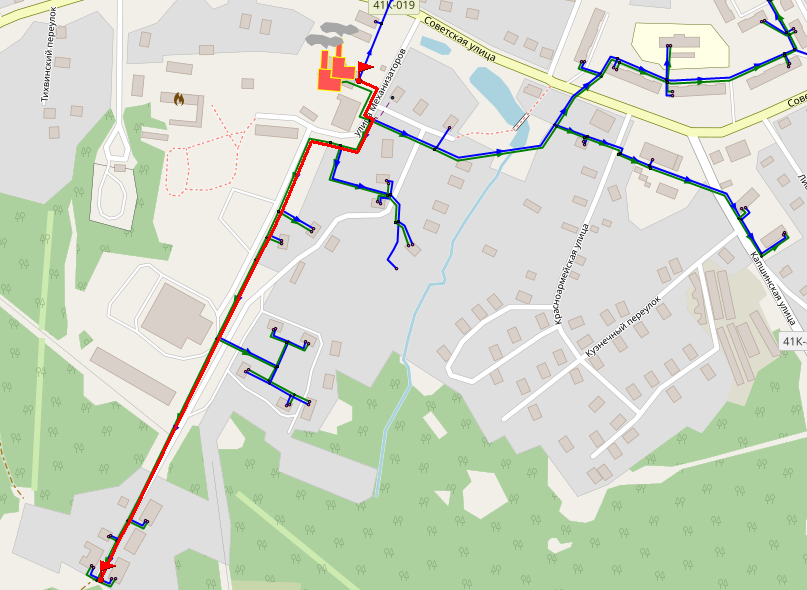 41К-019
Советская улица
Тихвинский переулок
улица Механизаторов
Сове
Красноармейская улица
Кузнечный переулок
Капшинская улица
41К-